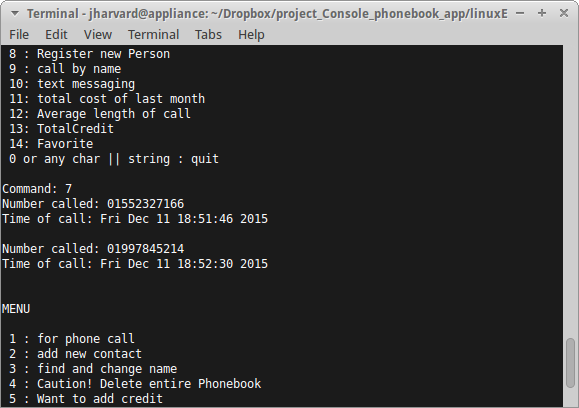 Terminal - jharvard@appliance: ~/Dropbox/project_Console_phonebook_app/linuxE
File Edit View Terminal Tabs Help
8 : Register new Person
9 : call by name
10: text messaging
11: total cost of last month
12: Average length of call
13: TotalCredit
14: Favorite
0 or any char || string : quit
Command: 7
Number called: 01552327166
Time of call: Fri Dec 11 18:51:46 2015
Number called: 01997845214
Time of call: Fri Dec 11 18:52:30 2015
MENU
1 : for phone call
2 : add new contact
3 : find and change name
4 : Caution! Delete entire Phonebook
5 : Want to add credit